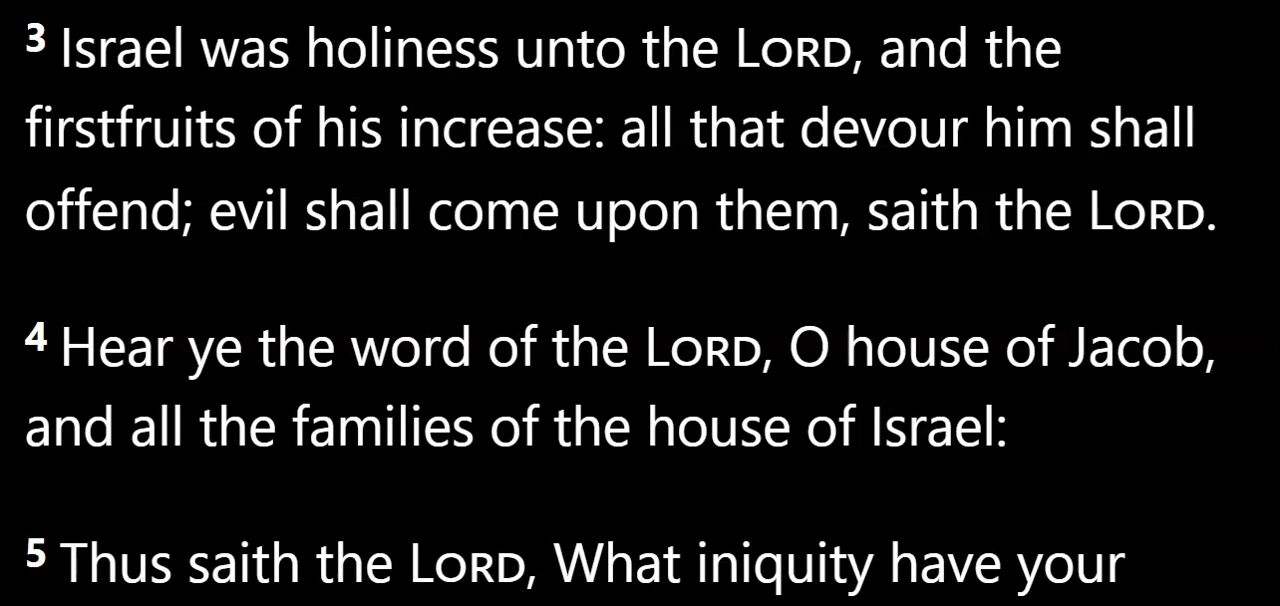 3 Israel was holiness unto the LORD, and the
firstfruits of his increase: all that devour him shall
offend; evil shall come upon them, saith the LORD.
4 Hear ye the word of the LORD, O house of Jacob,
and all the families of the house of Israel:
5 Thus saith the LORD, What iniquity have your